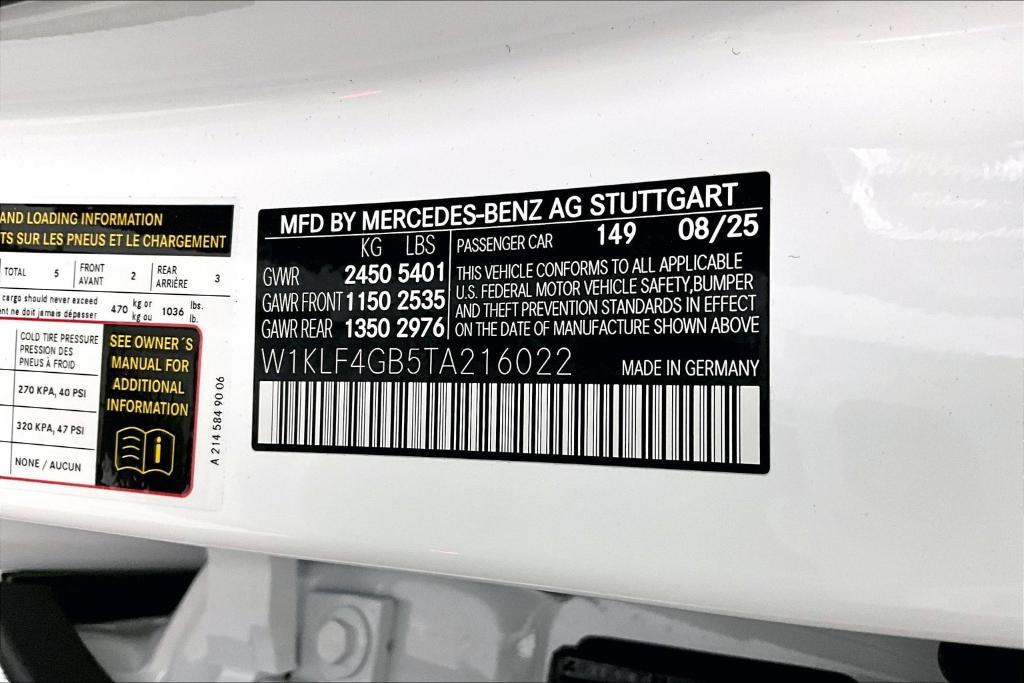 AND LOADING INFORMATION
TS SUR LES PNEUS ET LE CHARGEMENT
TOTAL 5 FRONT AVANT 2 REAR ARRIÈRE 3
cargo should never exceed
ent ne doit jamais dépasser
470 kg or kg ou 1036 lbs. lb.
COLD TIRE PRESSURE
PRESSION DES
PNEUS À FROID
270 KPA, 40 PSI
320 KPA, 47 PSI
NONE / AUCUN
SEE OWNER´S
MANUAL FOR
ADDITIONAL
INFORMATION
i
A 214 584 90 06
MFD BY MERCEDES-BENZ AG STUTTGART
KG LBS
GVWR 2450 5401
GAWR FRONT 1150 2535
GAWR REAR 1350 2976
PASSENGER CAR 149 08/25
THIS VEHICLE CONFORMS TO ALL APPLICABLE
U.S. FEDERAL MOTOR VEHICLE SAFETY,BUMPER
AND THEFT PREVENTION STANDARDS IN EFFECT
ON THE DATE OF MANUFACTURE SHOWN ABOVE
W1KLF4GB5TA216022
MADE IN GERMANY